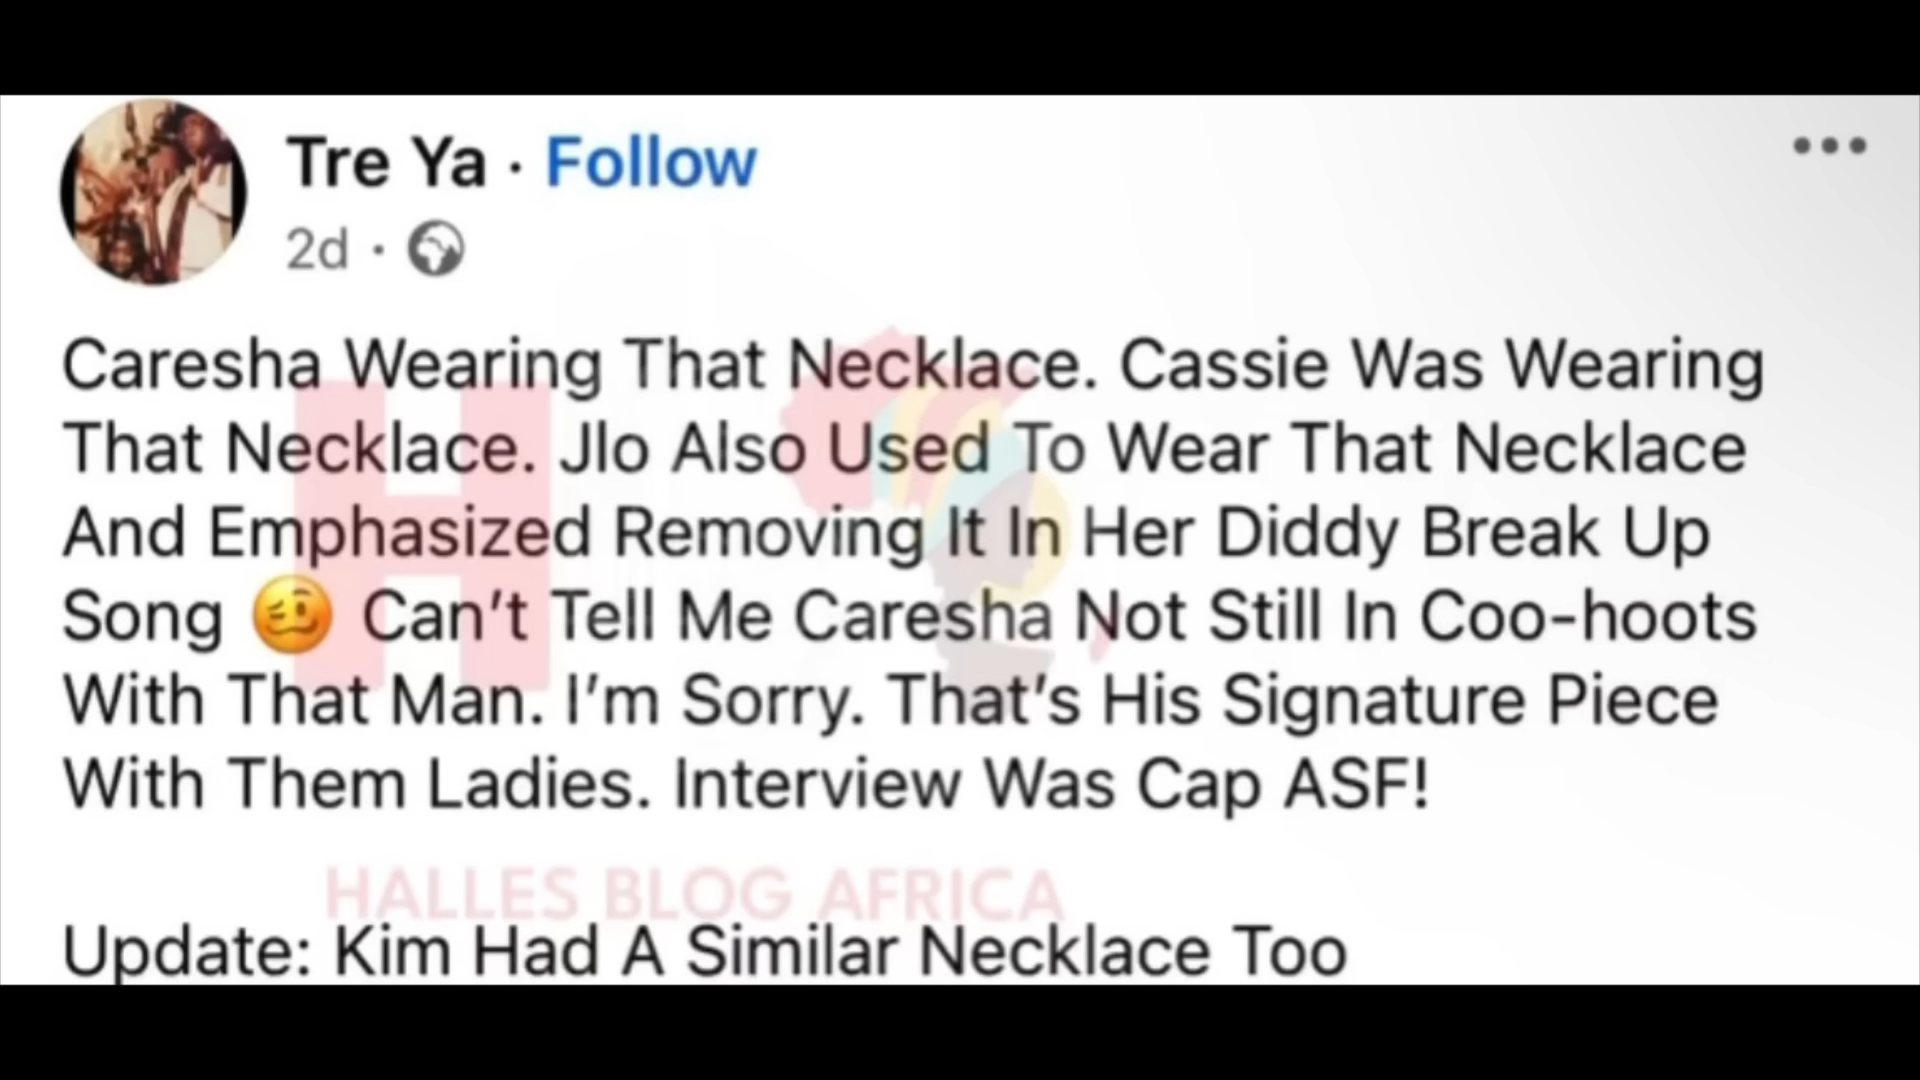 Tre Ya · Follow
2d ·
Caresha Wearing That Necklace. Cassie Was Wearing
That Necklace. Jlo Also Used To Wear That Necklace
And Emphasized Removing It In Her Diddy Break Up
Song 🥴 Can't Tell Me Caresha Not Still In Coo-hoots
With That Man. I'm Sorry. That's His Signature Piece
With Them Ladies. Interview Was Cap ASF!
H
HALLES BLOG AFRICA
Update: Kim Had A Similar Necklace Too